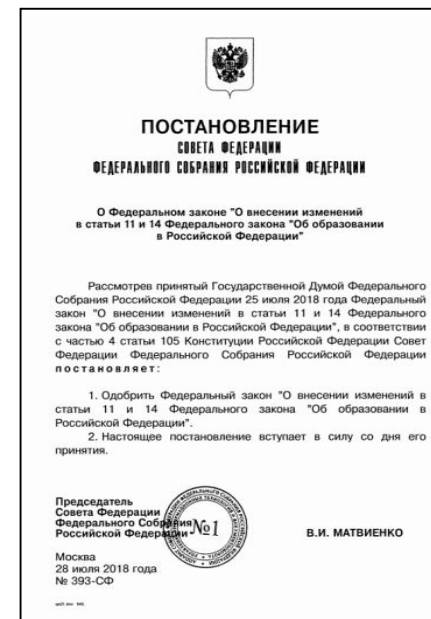 ПОСТАНОВЛЕНИЕ
СОВЕТА ФЕДЕРАЦИИ
ФЕДЕРАЛЬНОГО СОБРАНИЯ РОССИЙСКОЙ ФЕДЕРАЦИИ
О Федеральном законе "О внесении изменений
в статьи 11 и 14 Федерального закона "Об образовании
в Российской Федерации"
Рассмотрев принятый Государственной Думой Федерального
Собрания Российской Федерации 25 июля 2018 года Федеральный
закон "О внесении изменений в статьи 11 и 14 Федерального
закона "Об образовании в Российской Федерации", в соответствии
с частью 4 статьи 105 Конституции Российской Федерации Совет
Федерации Федерального Собрания Российской Федерации
постановляет:
1. Одобрить Федеральный закон "О внесении изменений в
статьи 11 и 14 Федерального закона "Об образовании в
Российской Федерации".
2. Настоящее постановление вступает в силу со дня его
принятия.
Председатель
Совета Федерации
Федерального Собрания
Российской Федерации
№1
В.И. МАТВИЕНКО
Москва
28 июля 2018 года
№ 393-СФ